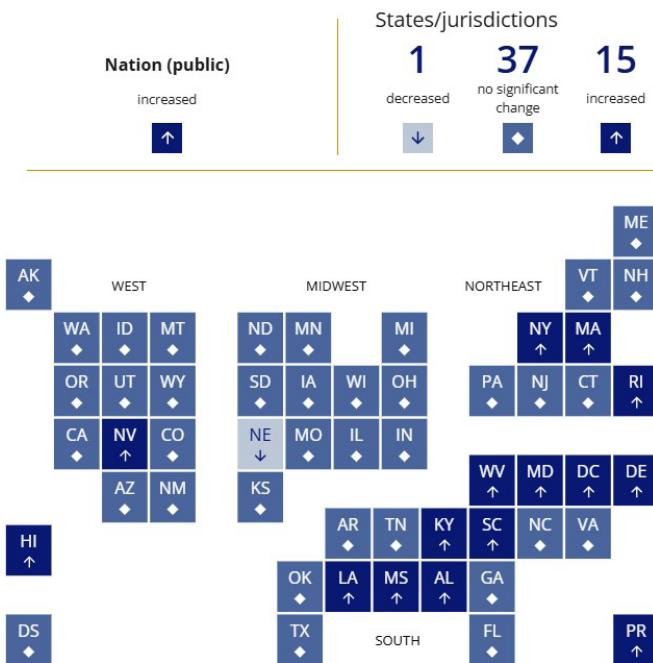 States/jurisdictions
Nation (public)
increased
1 37 15
decreased no significant change increased
ME
AK VT NH
WEST MIDWEST NORTHEAST
WA ID MT ND MN MI NY MA
OR UT WY SD IA WI OH PA NJ CT RI
CA NV CO NE MO IL IN
AZ NM KS WV MD DC DE
HI AR TN KY SC NC VA
OK LA MS AL GA
DS TX SOUTH FL PR